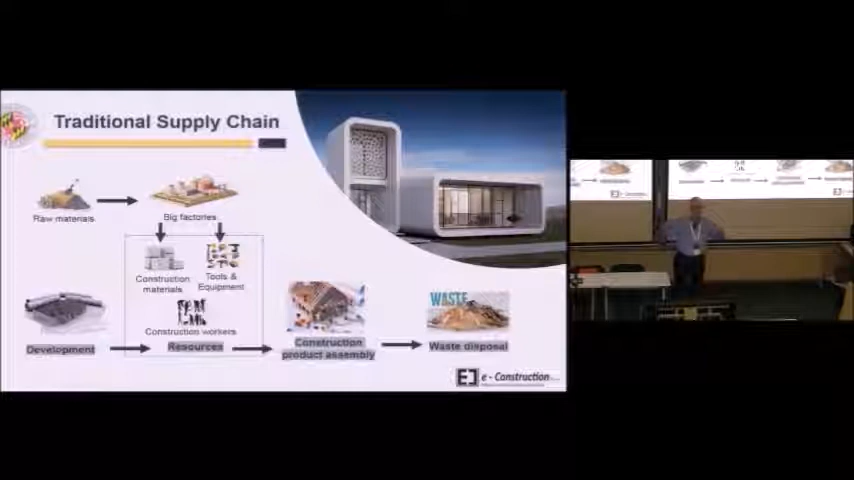 Traditional Supply Chain
Raw materials
Big factories
Construction
materials
Tools &
Equipment
Construction workers
Development
Resources
Construction
product assembly
WASTE
Waste disposal
e - Construction